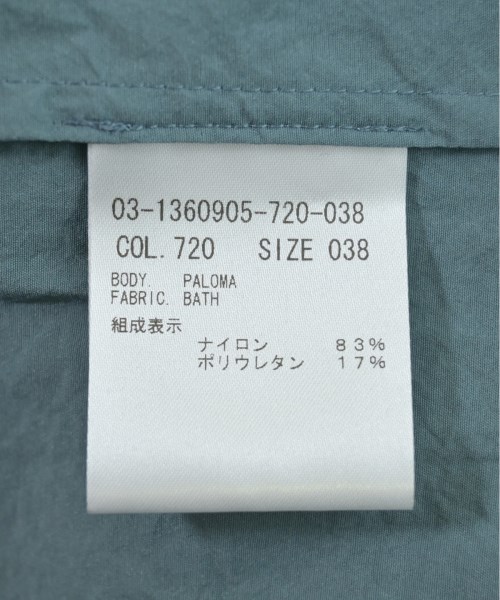 03-1360905-720-038
COL.720 SIZE 038
BODY. PALOMA
FABRIC. BATH
組成表示
ナイロン ８３％
ポリウレタン １７％